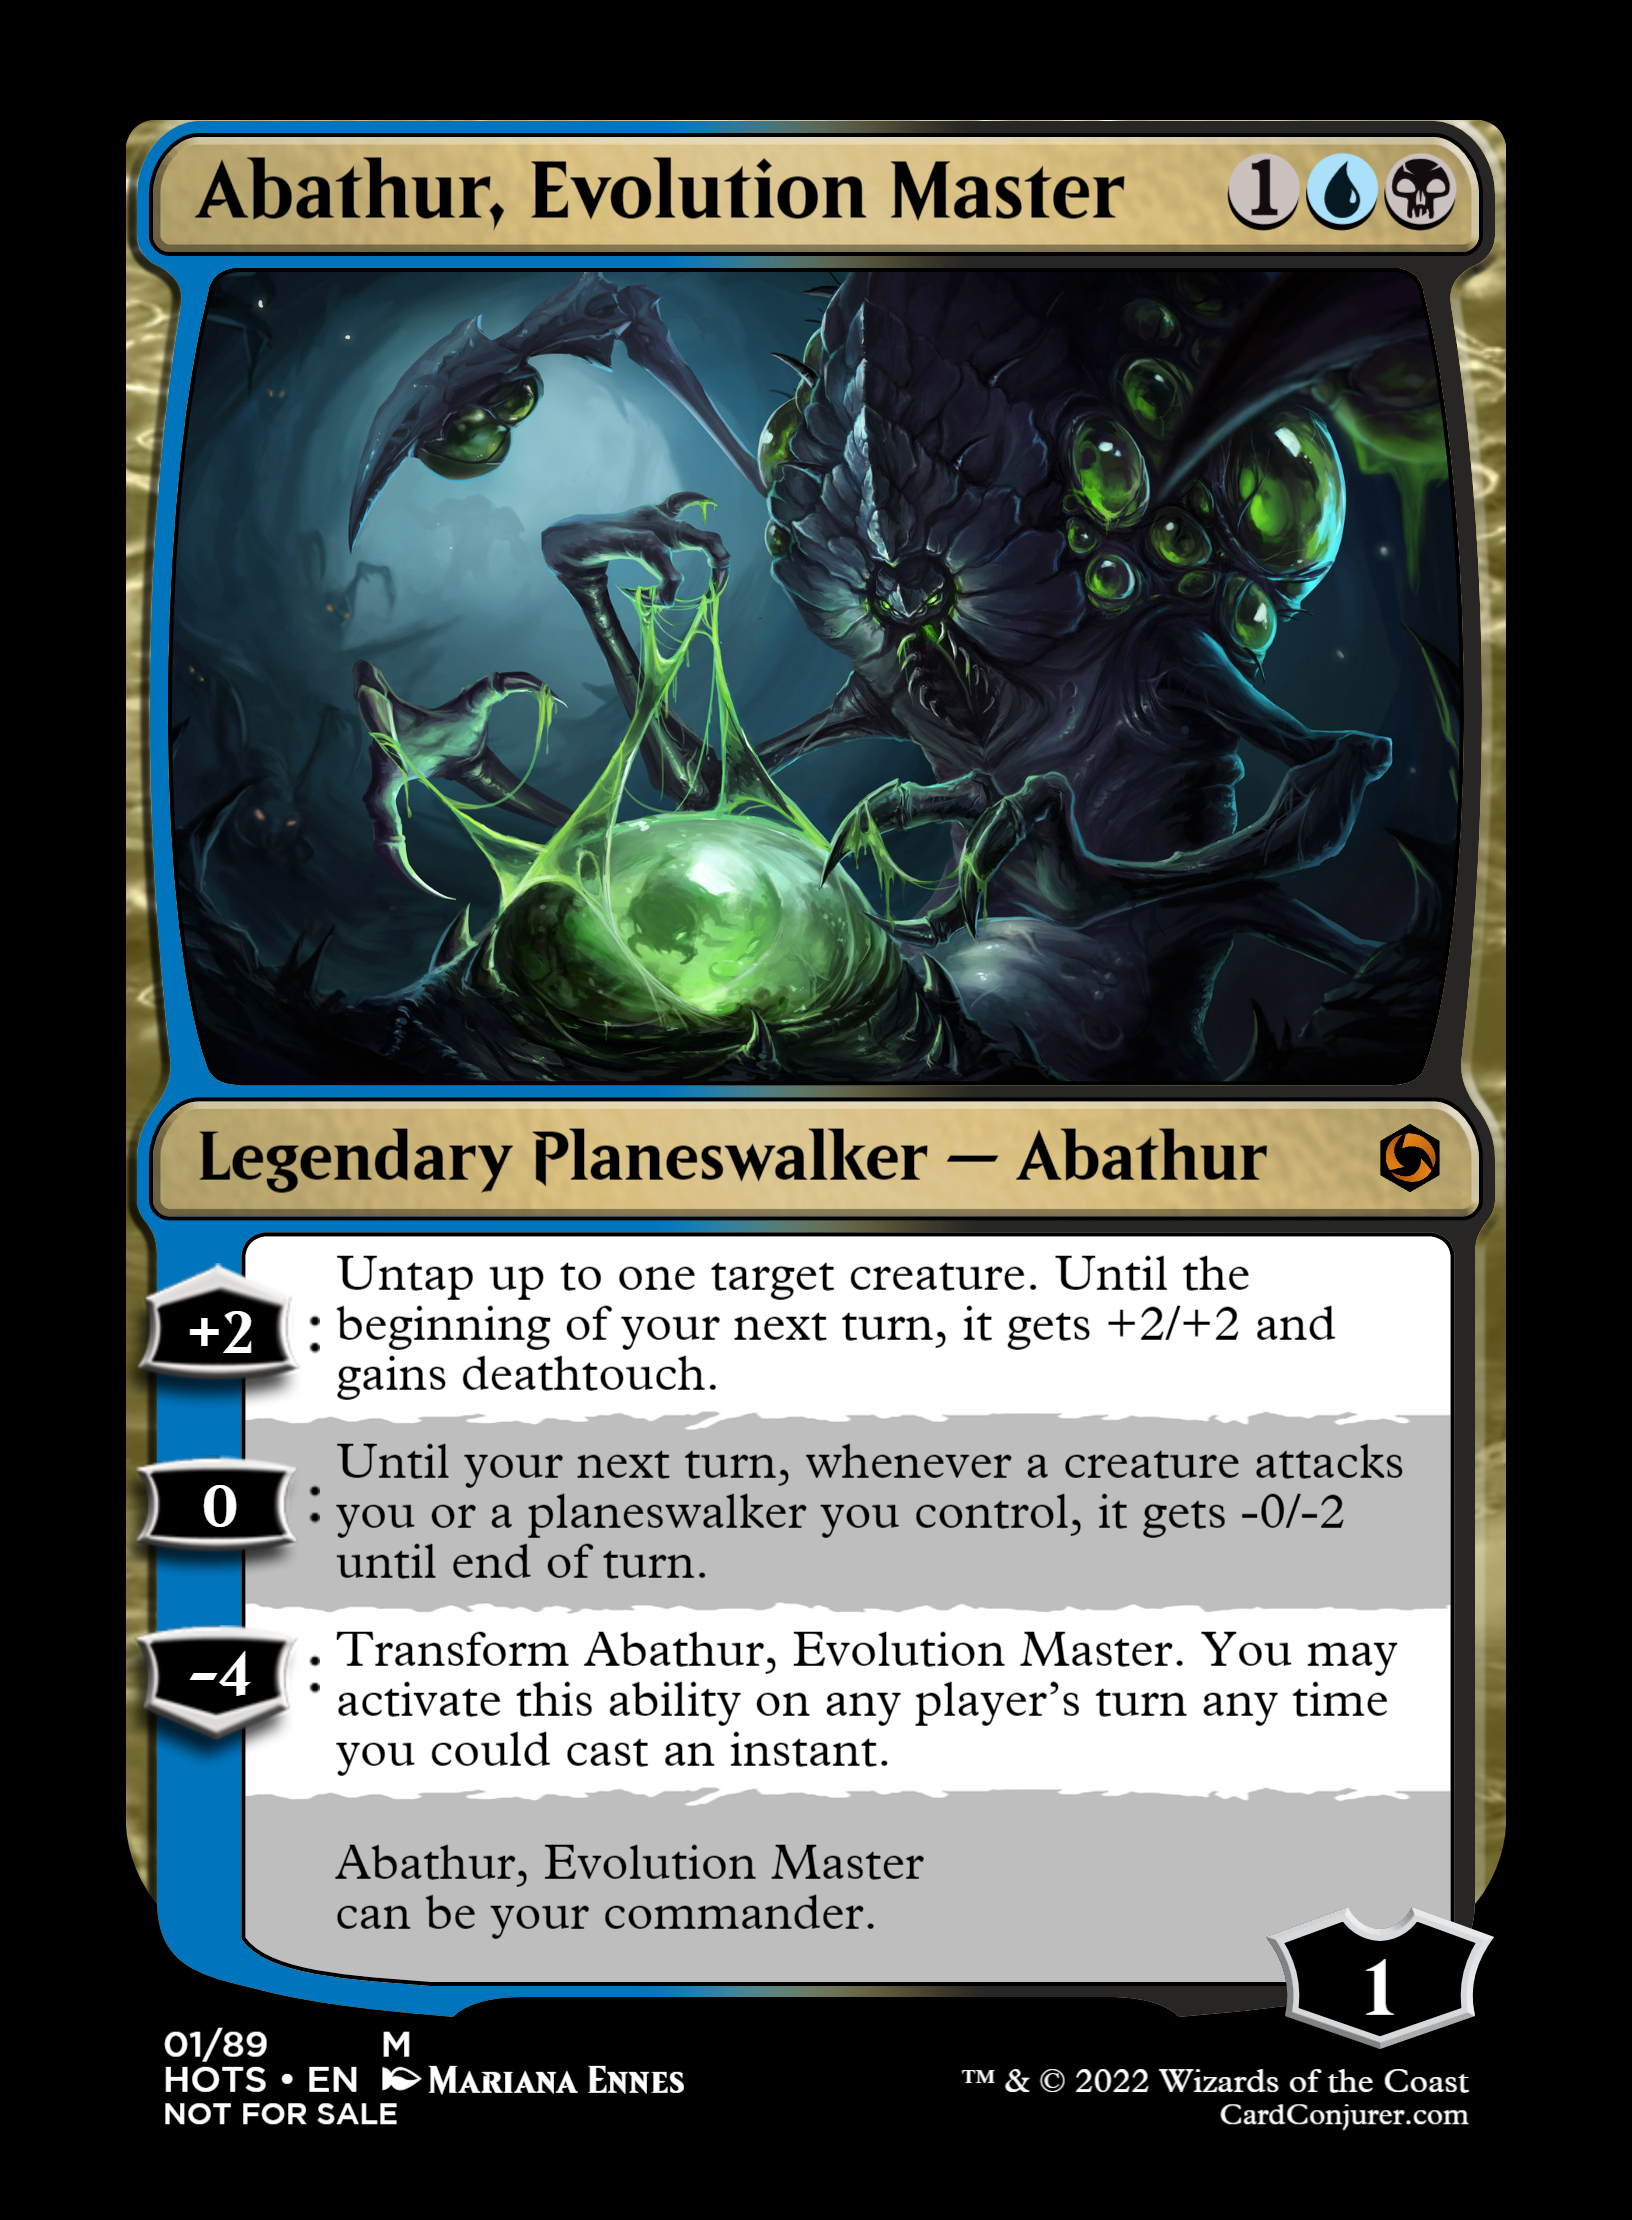 Abathur, Evolution Master 1
Legendary Planeswalker — Abathur
+2: Untap up to one target creature. Until the
beginning of your next turn, it gets +2/+2 and
gains deathtouch.
0: Until your next turn, whenever a creature attacks
you or a planeswalker you control, it gets -0/-2
until end of turn.
−4: Transform Abathur, Evolution Master. You may
activate this ability on any player’s turn any time
you could cast an instant.
Abathur, Evolution Master
can be your commander.
1
01/89 M
HOTS • EN Mariana Ennes
NOT FOR SALE
™ & © 2022 Wizards of the Coast
CardConjurer.com